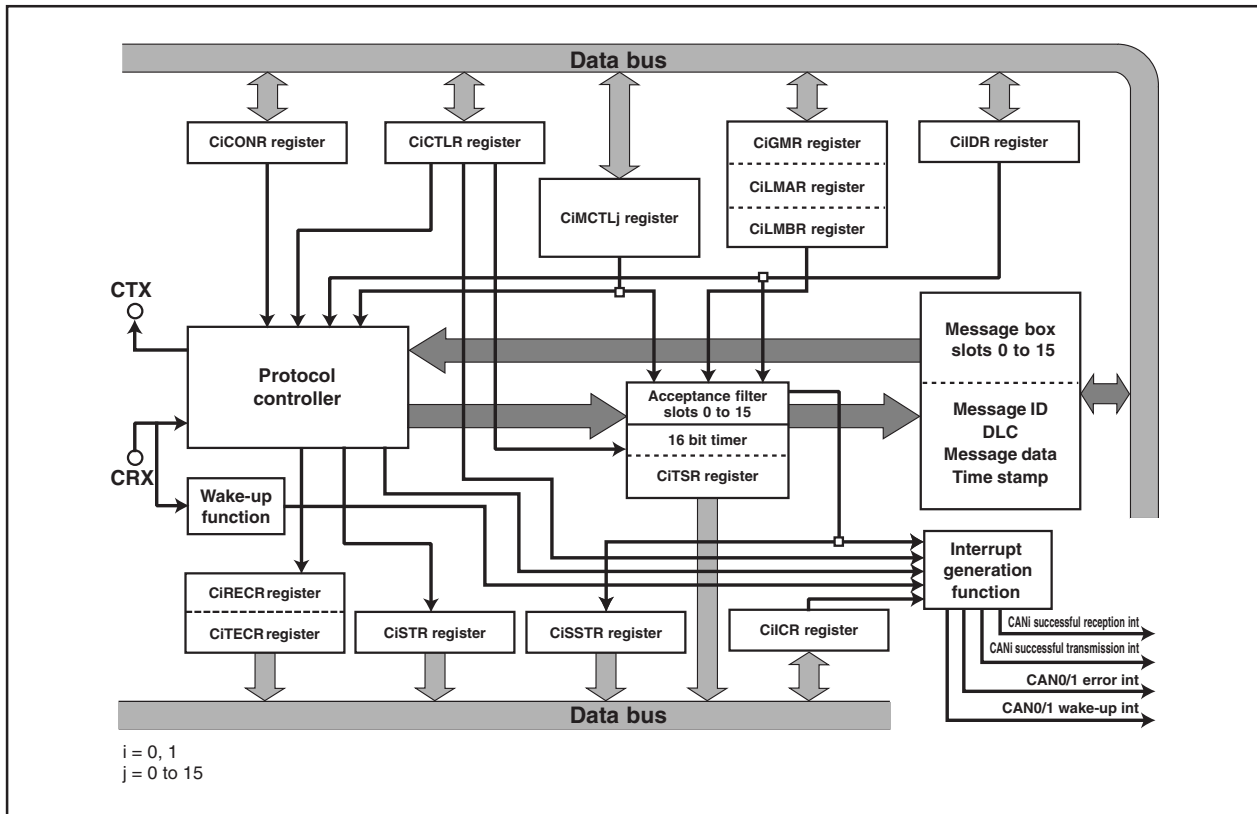 Data bus
CiCONR register
CiCTLR register
CiGMR register
CiIDR register
CiLMAR register
CiMCTLj register
CiLMBR register
CTX
Message box
slots 0 to 15
Protocol
controller
Acceptance filter
slots 0 to 15
Message ID
DLC
Message data
Time stamp
16 bit timer
CiTSR register
CRX
Wake-up
function
Interrupt
generation
function
CiRECR register
CiTECR register
CiSTR register
CiSSTR register
CiICR register
CANi successful reception int
CANi successful transmission int
CAN0/1 error int
CAN0/1 wake-up int
Data bus
i = 0, 1
j = 0 to 15